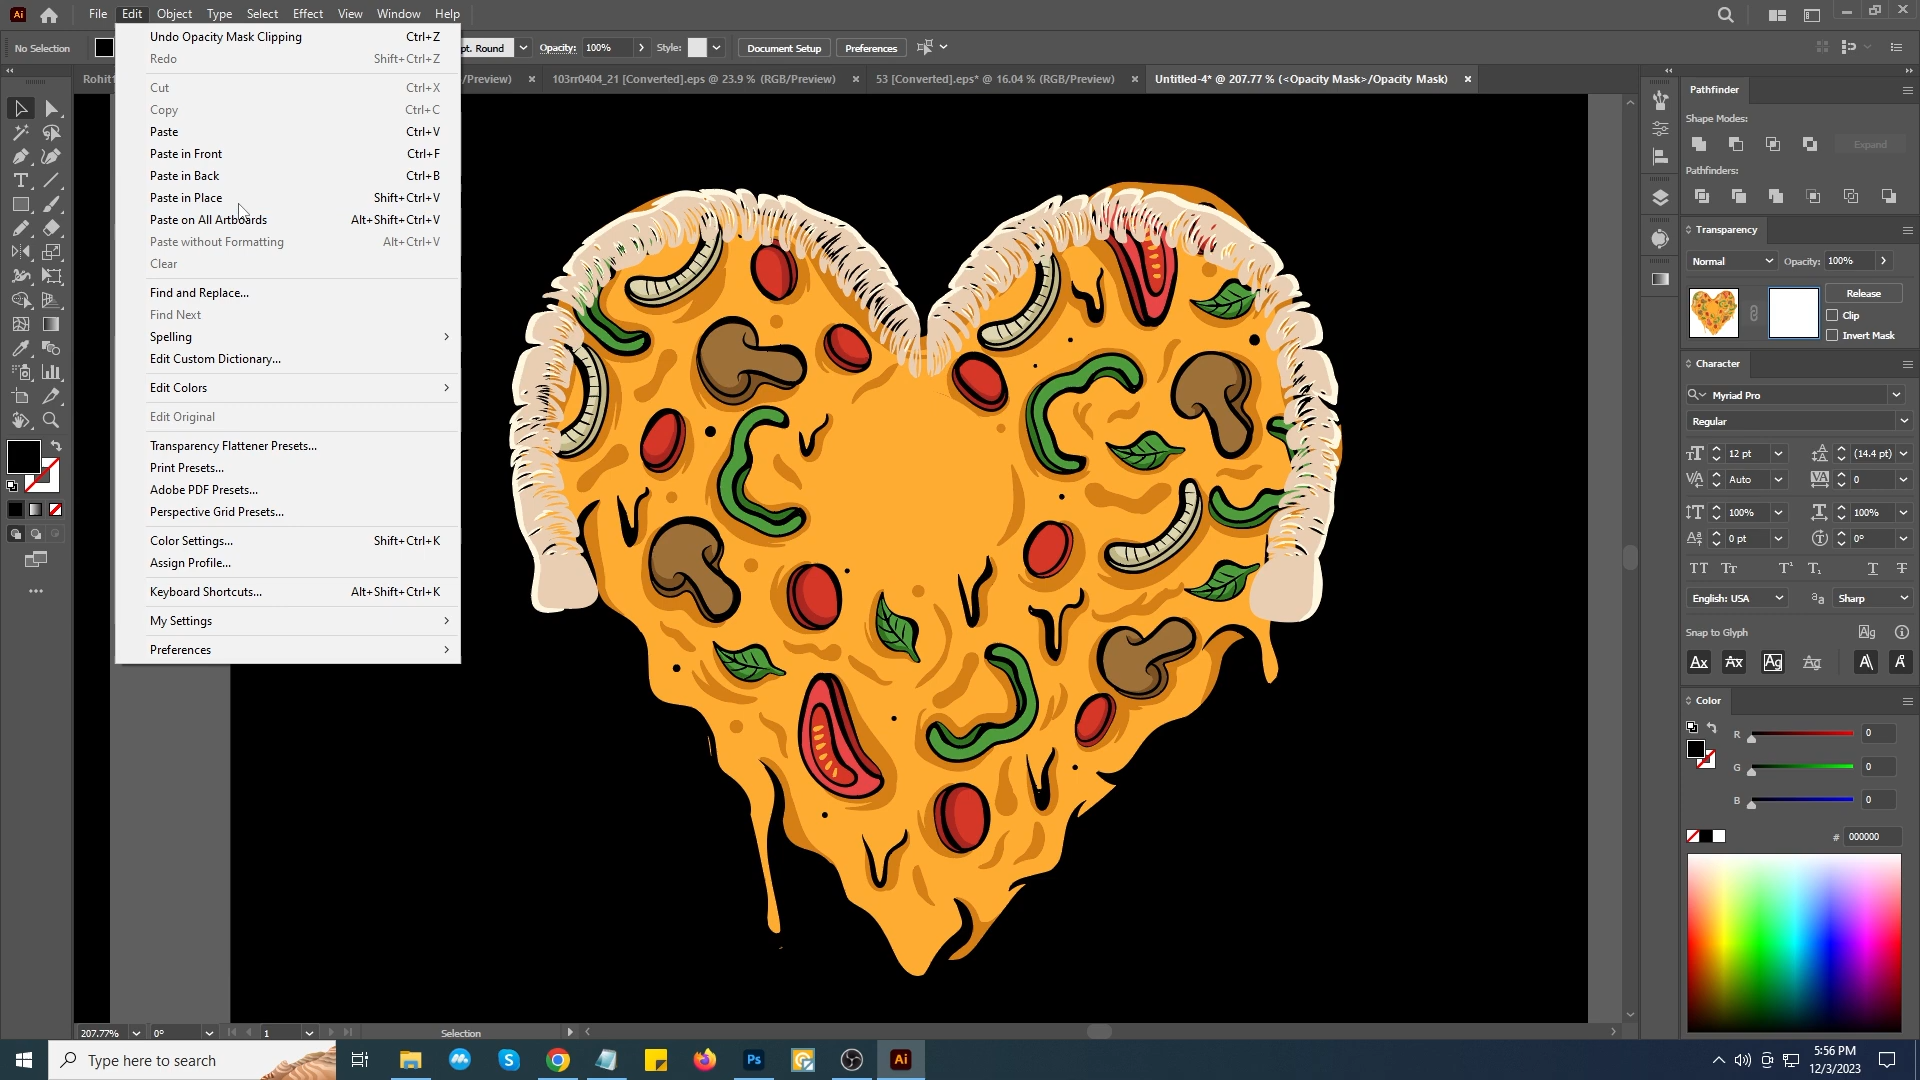 Ai File Edit Object Type Select Effect View Window Help
No Selection
pt. Round Opacity: 100% Style: Document Setup Preferences
/Preview)
103rr0404_21 [Converted].eps @ 23.9 % (RGB/Preview)
53 [Converted].eps* @ 16.04 % (RGB/Preview)
Untitled-4* @ 207.77 % (<Opacity Mask>/Opacity Mask)
Undo Opacity Mask Clipping Ctrl+Z
Redo Shift+Ctrl+Z
Cut Ctrl+X
Copy Ctrl+C
Paste Ctrl+V
Paste in Front Ctrl+F
Paste in Back Ctrl+B
Paste in Place Shift+Ctrl+V
Paste on All Artboards Alt+Shift+Ctrl+V
Paste without Formatting Alt+Ctrl+V
Clear
Find and Replace...
Find Next
Spelling
Edit Custom Dictionary...
Edit Colors
Edit Original
Transparency Flattener Presets...
Print Presets...
Adobe PDF Presets...
Perspective Grid Presets...
Color Settings... Shift+Ctrl+K
Assign Profile...
Keyboard Shortcuts... Alt+Shift+Ctrl+K
My Settings
Preferences
Pathfinder
Shape Modes:
Expand
Pathfinders:
Transparency
Normal Opacity: 100%
Release
Clip
Invert Mask
Character
Myriad Pro
Regular
12 pt (14.4 pt)
Auto 0
100% 100%
0 pt 0°
English: USA Sharp
Snap to Glyph
Color
R 0
G 0
B 0
# 000000
207.77% 0° 1 Selection
Type here to search
Ps
Ai
5:56 PM
12/3/2023